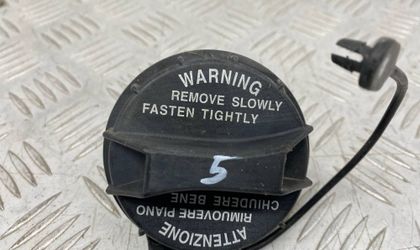 WARNING
REMOVE SLOWLY
FASTEN TIGHTLY
5
ATTENZIONE
RIMUOVERE PIANO
CHIUDERE BENE